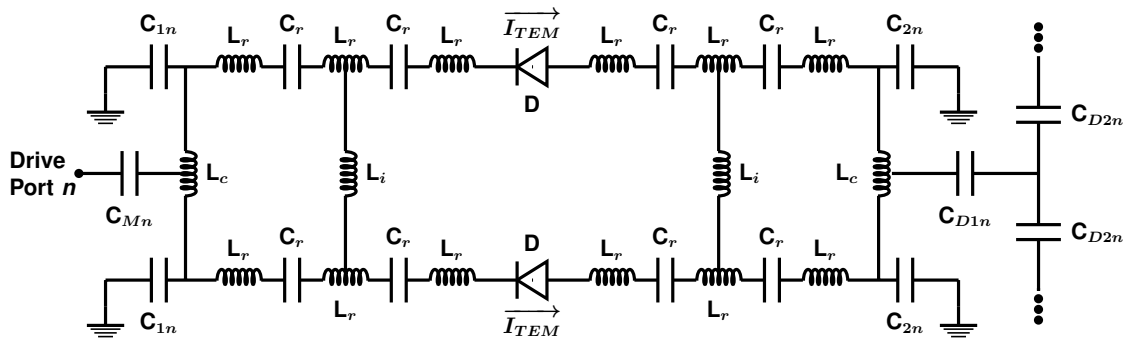 C1n Lr Cr Lr Cr Lr ITEM Lr Cr Lr Cr Lr C2n
D
CD2n
Drive
Port n
Lc Li Li Lc
CMn CD1n
CD2n
Lr Cr Cr Lr D Lr Cr Cr Lr
C1n Lr ITEM Lr C2n